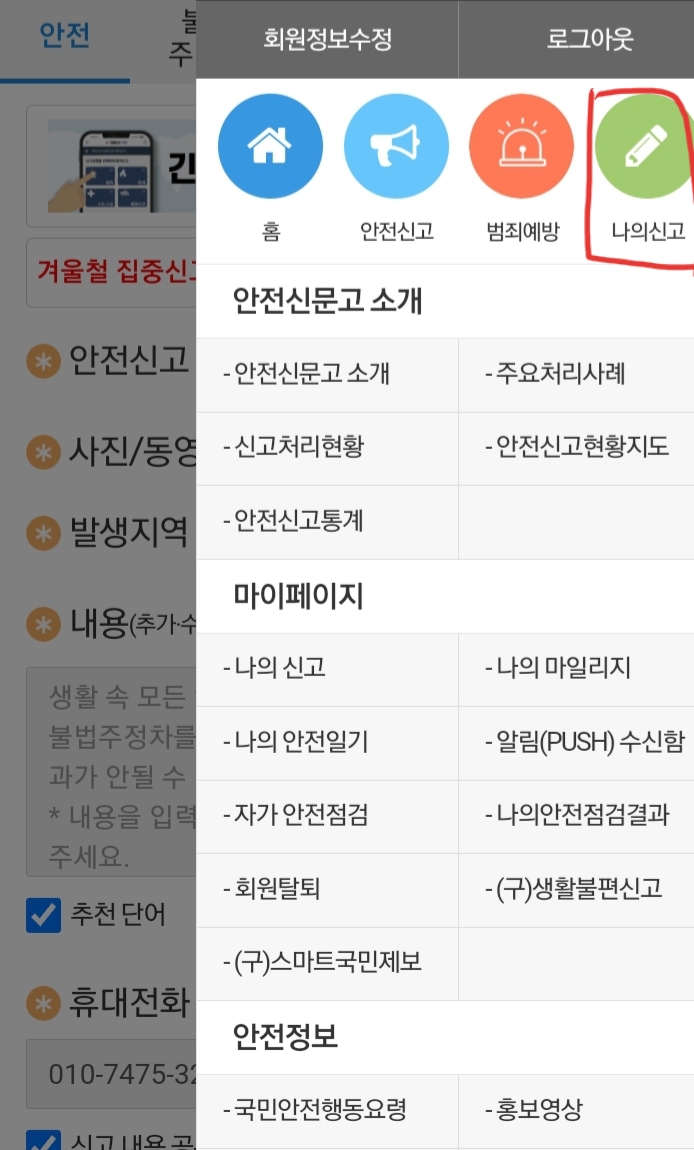 안전
불
주
회원정보수정
로그아웃
홈
안전신고
범죄예방
나의신고
간
겨울철 집중신고
안전신문고 소개
- 안전신문고 소개
- 주요처리사례
- 신고처리현황
- 안전신고현황지도
- 안전신고통계
마이페이지
- 나의 신고
- 나의 마일리지
- 나의 안전일기
- 알림(PUSH) 수신함
- 자가 안전점검
- 나의안전점검결과
- 회원탈퇴
- (구)생활불편신고
- (구)스마트국민제보
안전정보
- 국민안전행동요령
- 홍보영상
안전신고
사진/동영
발생지역
내용(추가·수
생활 속 모든
불법주정차를
과가 안될 수
* 내용을 입력
주세요.
추천 단어
휴대전화
010-7475-32
신고 내용 공